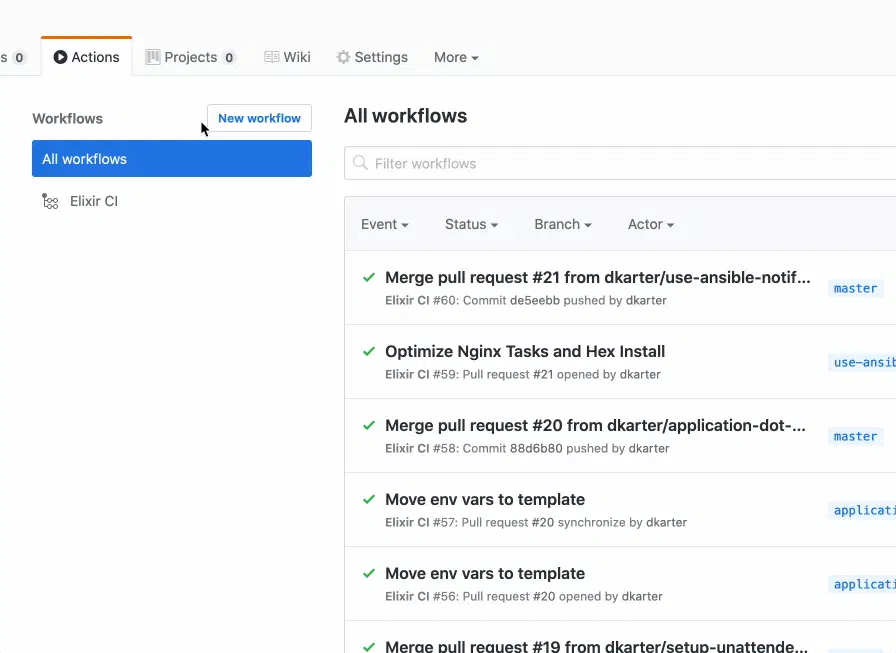 s 0 Actions Projects 0 Wiki Settings More
Workflows New workflow
All workflows
Elixir CI
All workflows
Filter workflows
Event Status Branch Actor
Merge pull request #21 from dkarter/use-ansible-notif...
master
Elixir CI #60: Commit de5eebb pushed by dkarter
Optimize Nginx Tasks and Hex Install
use-ansib
Elixir CI #59: Pull request #21 opened by dkarter
Merge pull request #20 from dkarter/application-dot-...
master
Elixir CI #58: Commit 88d6b80 pushed by dkarter
Move env vars to template
applicati
Elixir CI #57: Pull request #20 synchronize by dkarter
Move env vars to template
applicati
Elixir CI #56: Pull request #20 opened by dkarter
Merge pull request #19 from dkarter/setup-unattende...